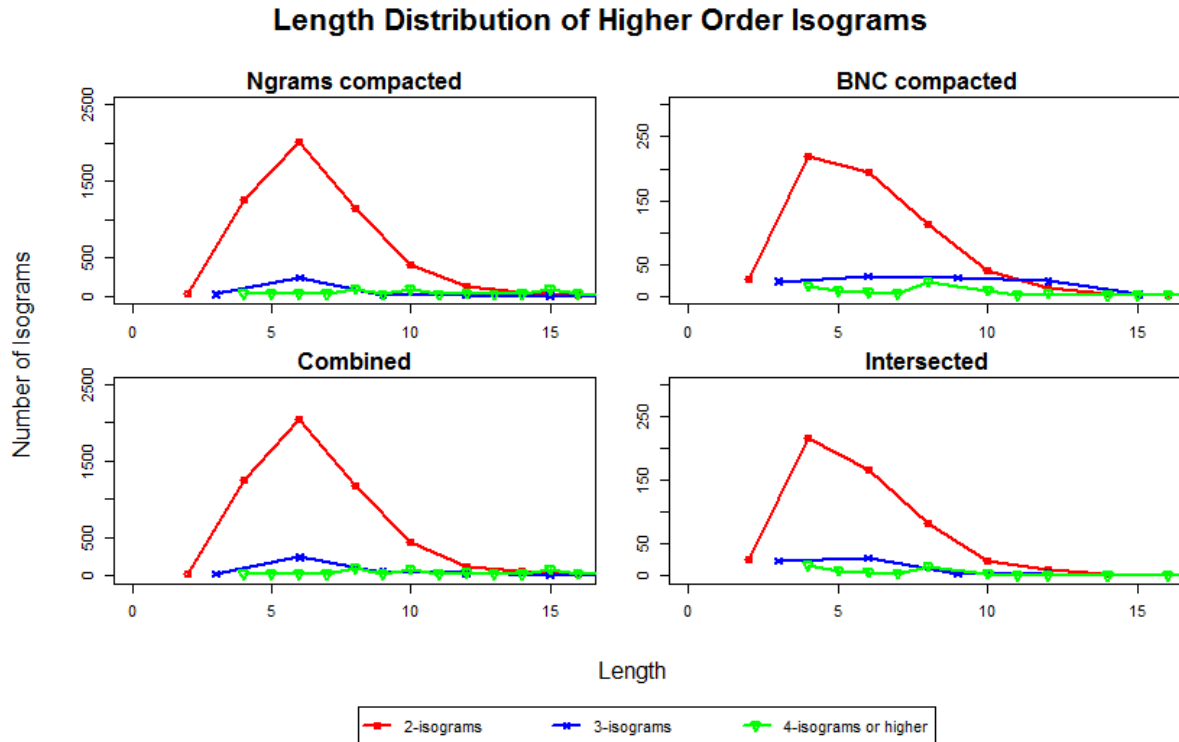 Length Distribution of Higher Order Isograms
Ngrams compacted
BNC compacted
2500
1500
500
0
0 5 10 15
250
150
50
0
0 5 10 15
Combined
Intersected
2500
1500
500
0
0 5 10 15
250
150
50
0
0 5 10 15
Number of Isograms
Length
2-isograms 3-isograms 4-isograms or higher